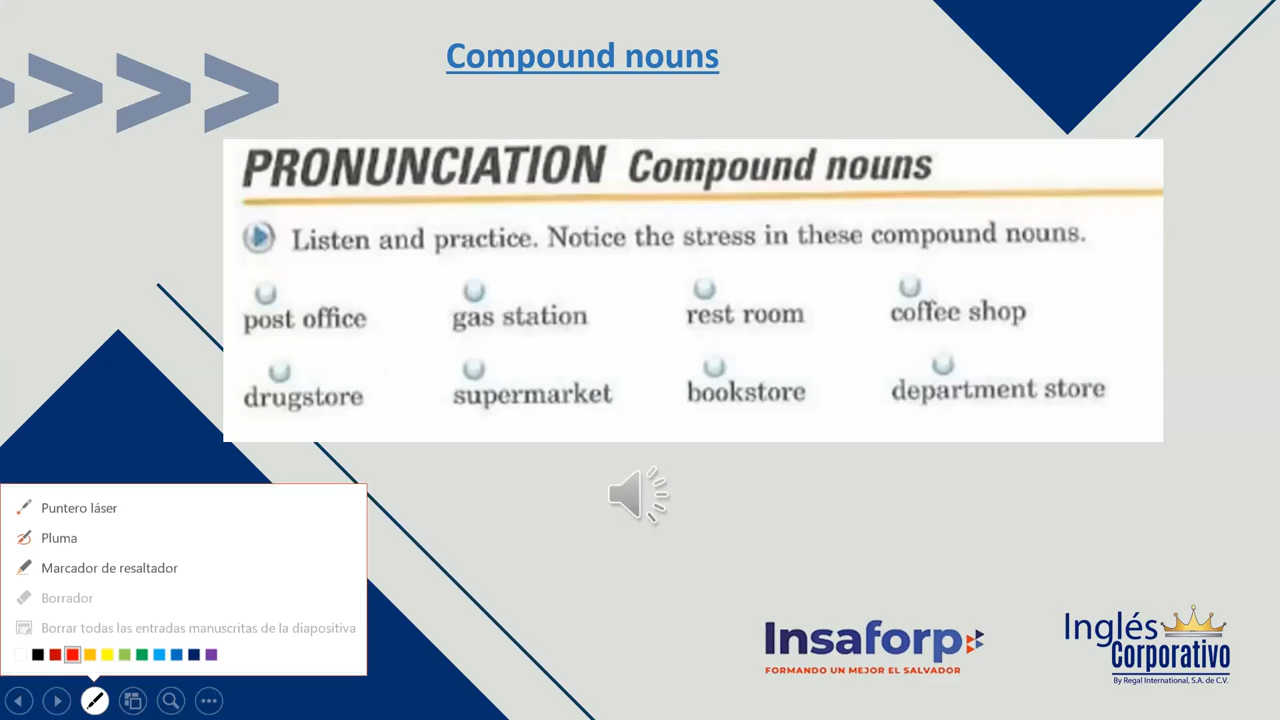 Compound nouns
PRONUNCIATION Compound nouns
Listen and practice. Notice the stress in these compound nouns.
post office gas station rest room coffee shop
drugstore supermarket bookstore department store
Puntero láser
Pluma
Marcador de resaltador
Borrador
Borrar todas las entradas manuscritas de la diapositiva
Insaforp
FORMANDO UN MEJOR EL SALVADOR
Inglés
Corporativo
By Regal International, S.A. de C.V.